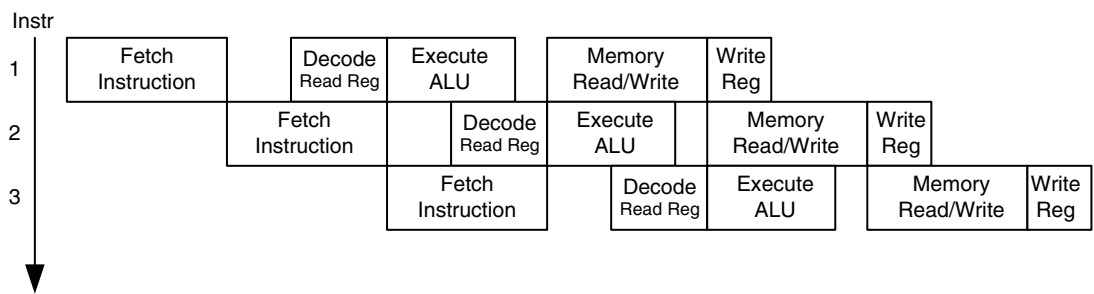 Instr
1
Fetch
Instruction
Decode
Read Reg
Execute
ALU
Memory
Read/Write
Write
Reg
2
Fetch
Instruction
Decode
Read Reg
Execute
ALU
Memory
Read/Write
Write
Reg
3
Fetch
Instruction
Decode
Read Reg
Execute
ALU
Memory
Read/Write
Write
Reg